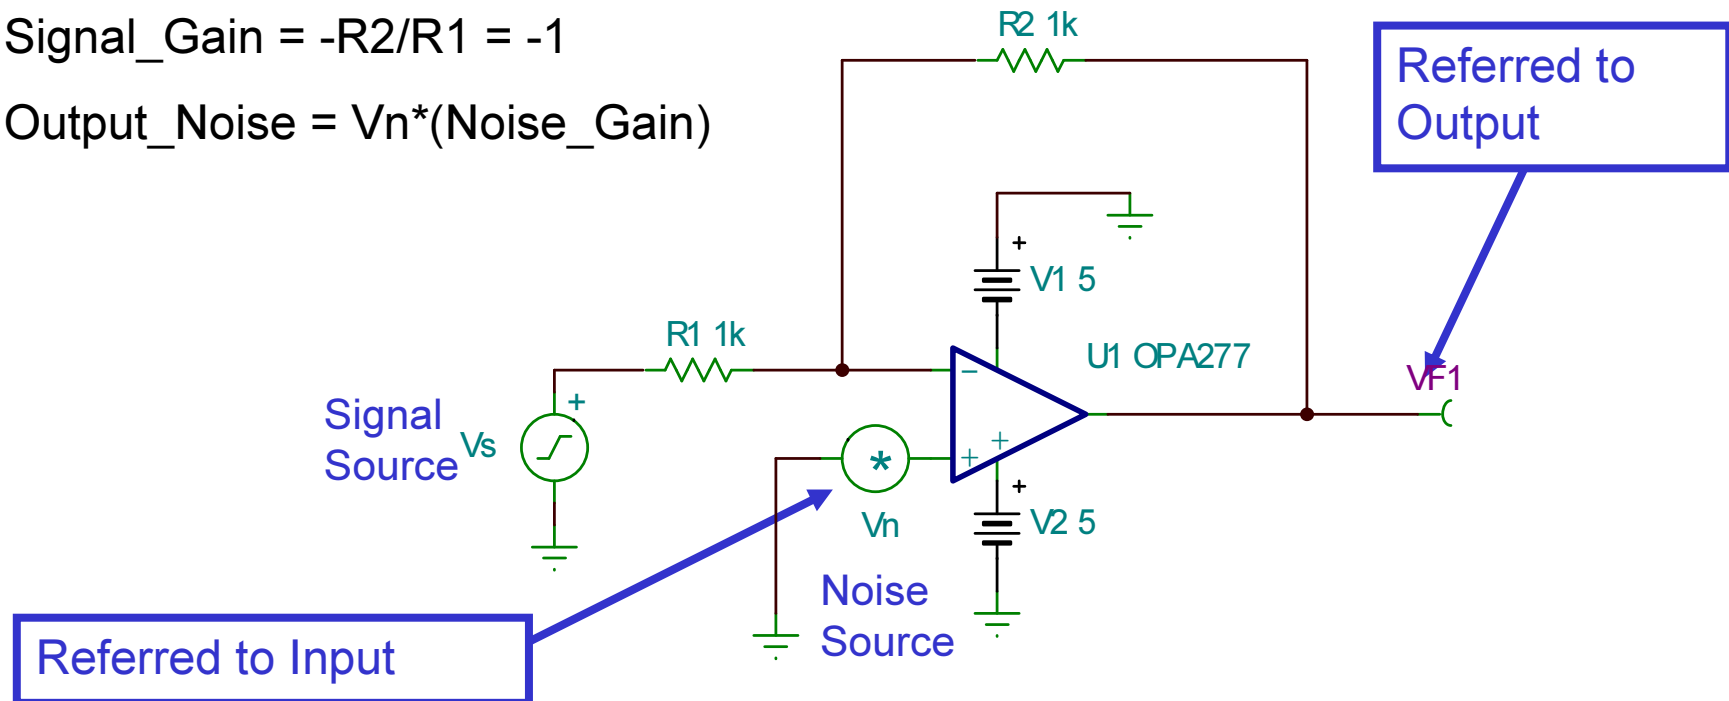 Signal_Gain = -R2/R1 = -1
Output_Noise = Vn*(Noise_Gain)
R2 1k
Referred to
Output
+
V1 5
R1 1k
U1 OPA277
VF1
Signal
Source
Vs
+
−
+
+
*
Vn
+
V2 5
Noise
Source
Referred to Input